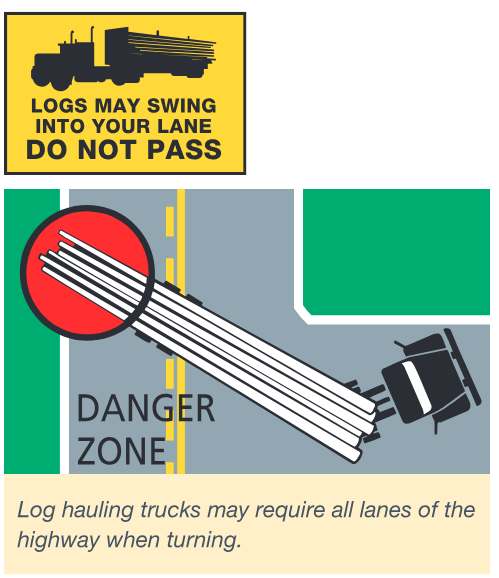 LOGS MAY SWING
INTO YOUR LANE
DO NOT PASS
DANGER
ZONE
Log hauling trucks may require all lanes of the
highway when turning.